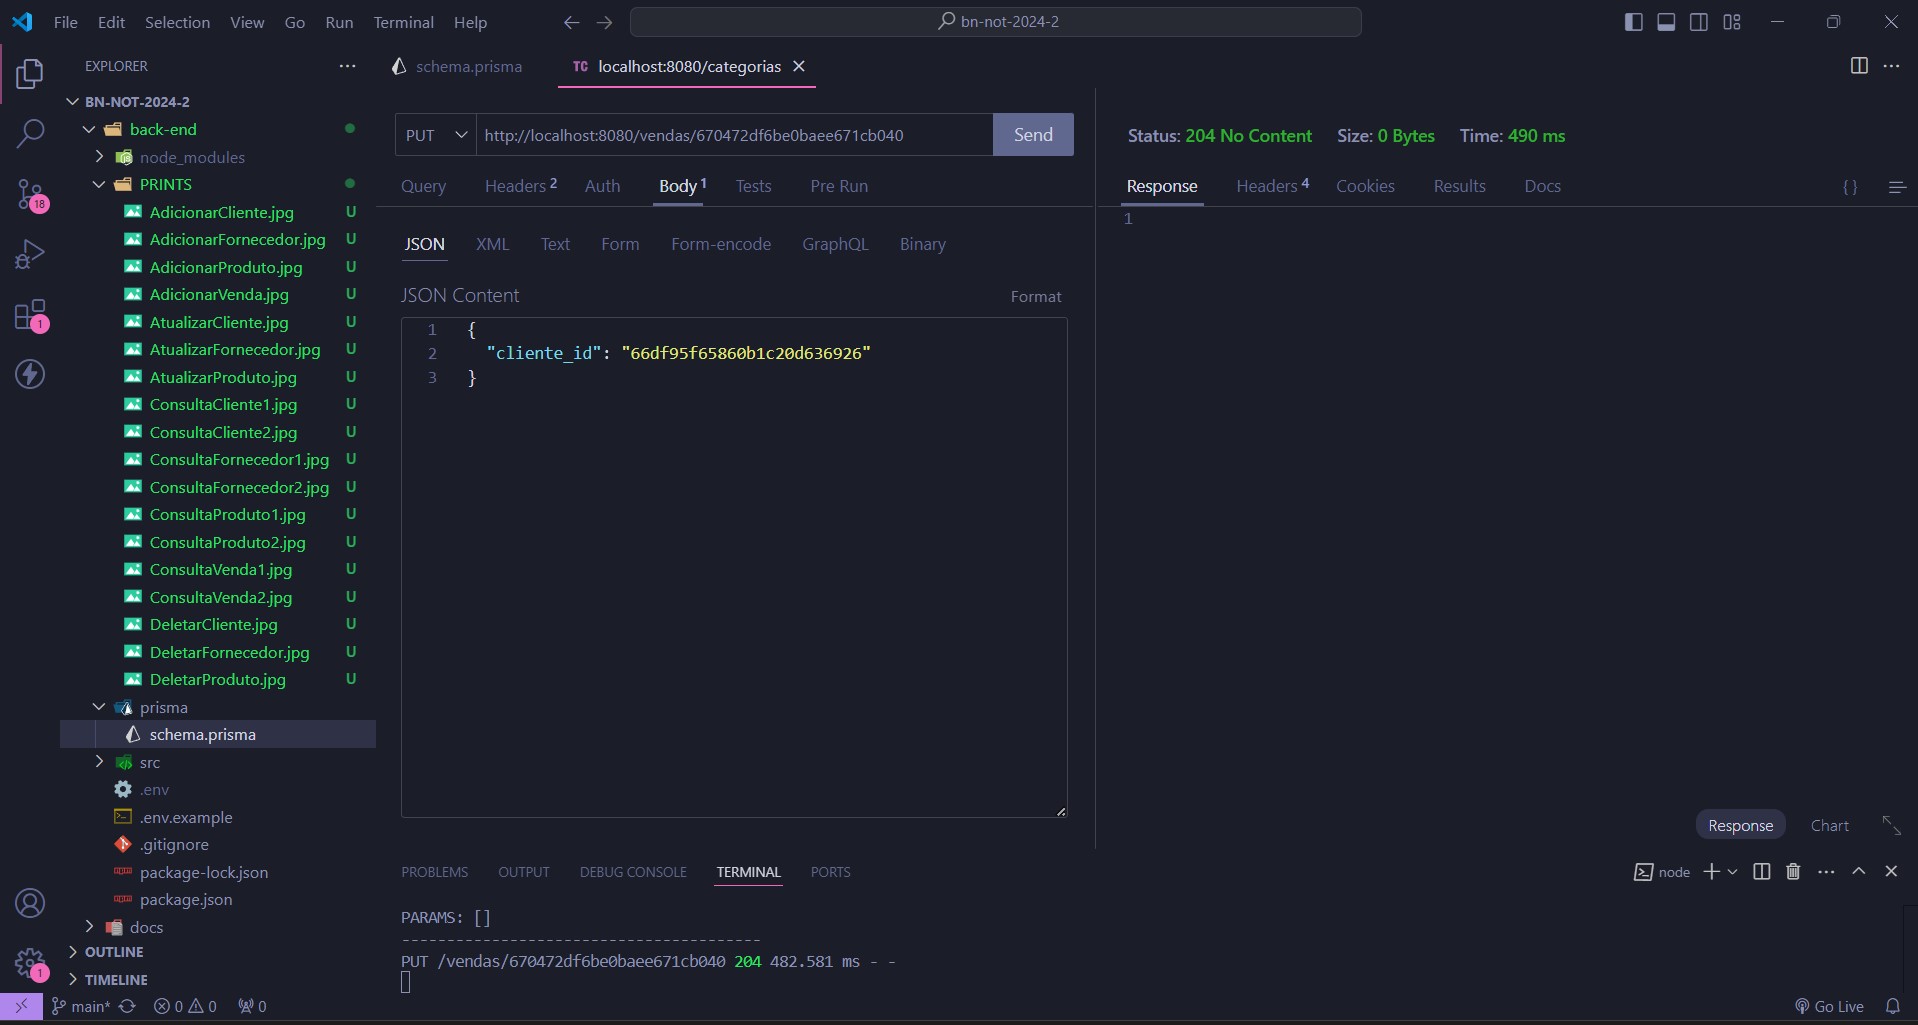 File Edit Selection View Go Run Terminal Help
bn-not-2024-2
EXPLORER
BN-NOT-2024-2
back-end
node_modules
PRINTS
AdicionarCliente.jpg U
AdicionarFornecedor.jpg U
AdicionarProduto.jpg U
AdicionarVenda.jpg U
AtualizarCliente.jpg U
AtualizarFornecedor.jpg U
AtualizarProduto.jpg U
ConsultaCliente1.jpg U
ConsultaCliente2.jpg U
ConsultaFornecedor1.jpg U
ConsultaFornecedor2.jpg U
ConsultaProduto1.jpg U
ConsultaProduto2.jpg U
ConsultaVenda1.jpg U
ConsultaVenda2.jpg U
DeletarCliente.jpg U
DeletarFornecedor.jpg U
DeletarProduto.jpg U
prisma
schema.prisma
src
.env
.env.example
.gitignore
package-lock.json
package.json
docs
OUTLINE
TIMELINE
18
1
1
schema.prisma
TC localhost:8080/categorias
PUT http://localhost:8080/vendas/670472df6be0baee671cb040 Send
Query Headers 2 Auth Body 1 Tests Pre Run
JSON XML Text Form Form-encode GraphQL Binary
JSON Content Format
1 {
2 "cliente_id": "66df95f65860b1c20d636926"
3 }
Status: 204 No Content Size: 0 Bytes Time: 490 ms
Response Headers 4 Cookies Results Docs { }
1
Response Chart
PROBLEMS OUTPUT DEBUG CONSOLE TERMINAL PORTS
node
PARAMS: []
----------------------------------------
PUT /vendas/670472df6be0baee671cb040 204 482.581 ms - -
main* 0 0 0
Go Live